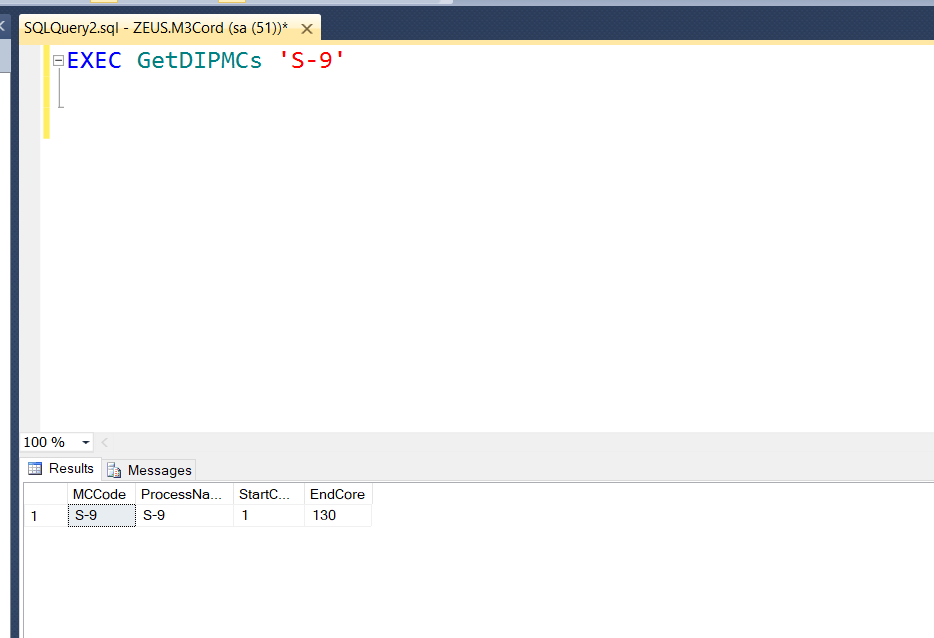 SQLQuery2.sql - ZEUS.M3Cord (sa (51))*
EXEC GetDIPMCs 'S-9'
100 %
Results Messages
MCCode ProcessNa... StartC... EndCore
1 S-9 S-9 1 130